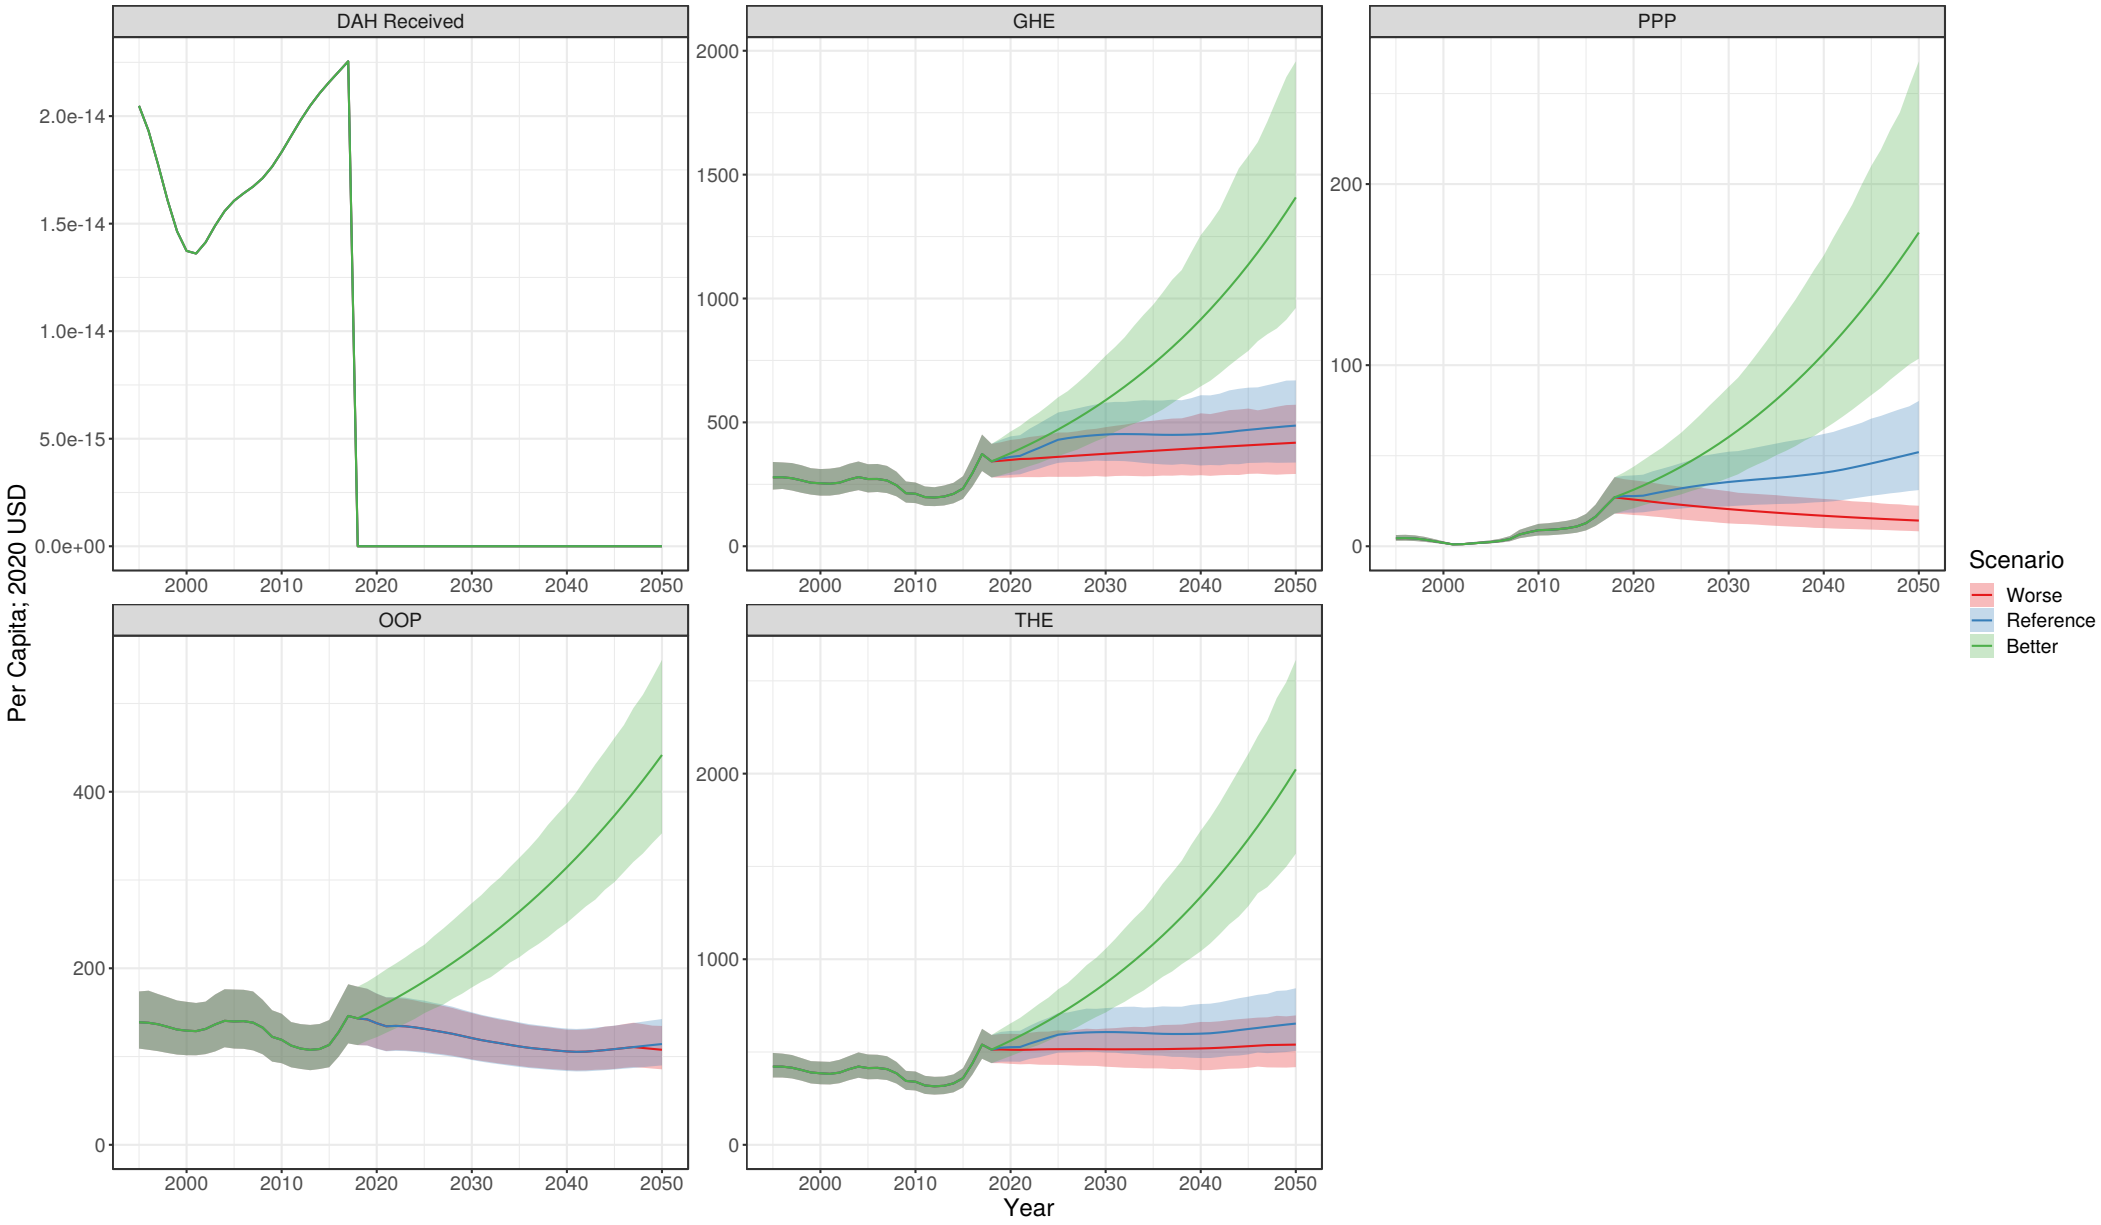 DAH Received
GHE
PPP
2.0e-14
1.5e-14
1.0e-14
5.0e-15
0.0e+00
2000 2010 2020 2030 2040 2050
2000
1500
1000
500
0
2000 2010 2020 2030 2040 2050
200
100
0
2000 2010 2020 2030 2040 2050
Per Capita; 2020 USD
OOP
THE
400
200
0
2000 2010 2020 2030 2040 2050
2000
1000
0
2000 2010 2020 2030 2040 2050
Year
Scenario
Worse
Reference
Better